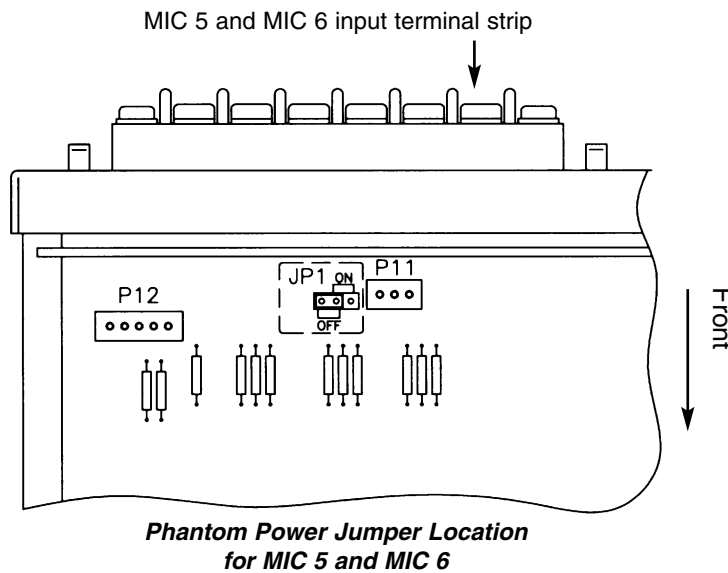 MIC 5 and MIC 6 input terminal strip
JP1
ON
P11
P12
OFF
Front
Phantom Power Jumper Location
for MIC 5 and MIC 6